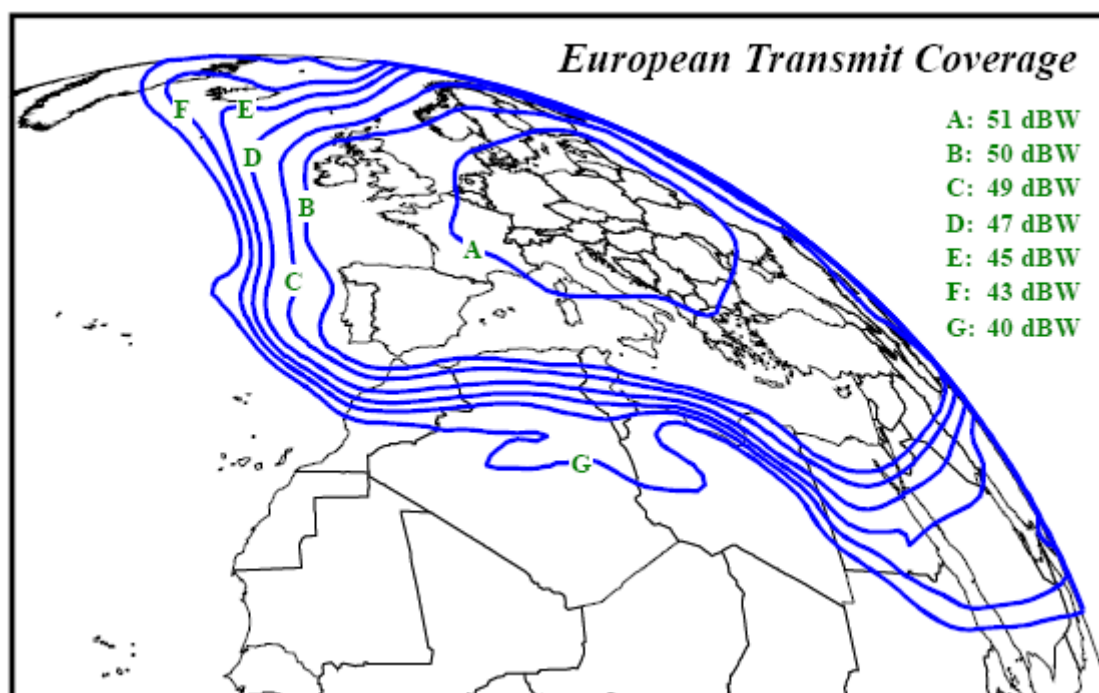 European Transmit Coverage
A: 51 dBW
B: 50 dBW
C: 49 dBW
D: 47 dBW
E: 45 dBW
F: 43 dBW
G: 40 dBW
F
E
D
B
A
C
G